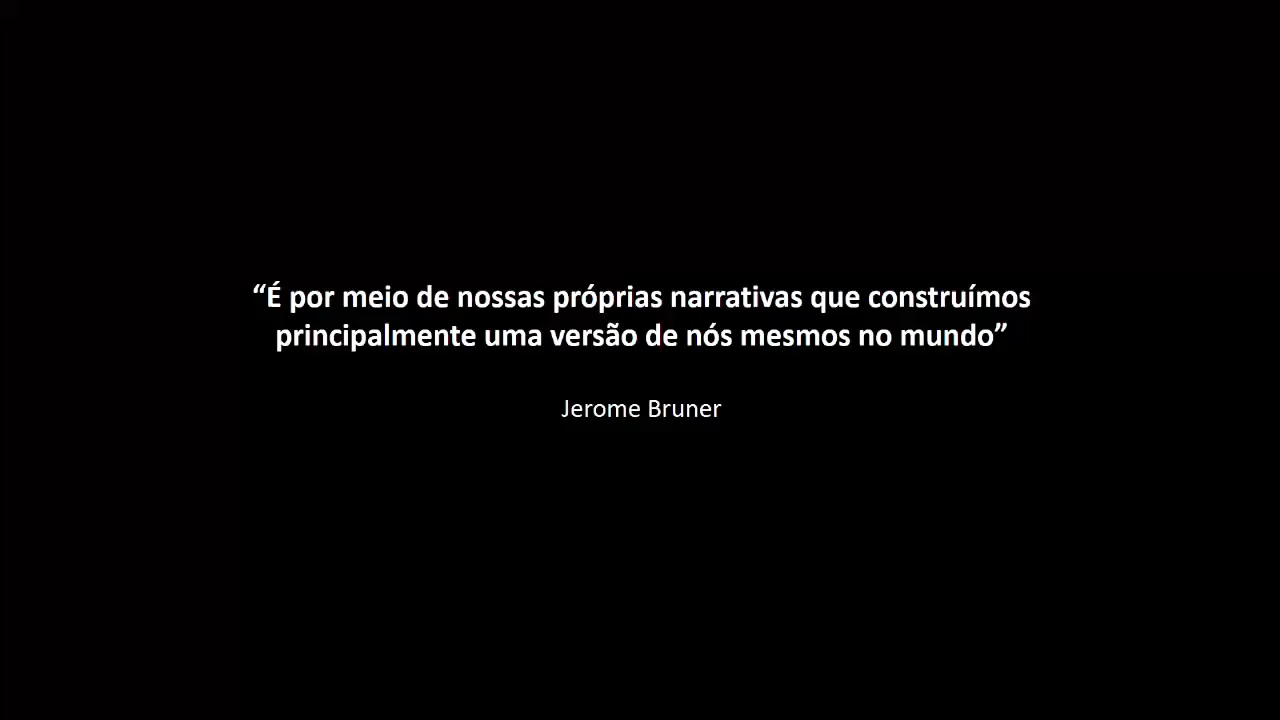 “É por meio de nossas próprias narrativas que construímos
principalmente uma versão de nós mesmos no mundo”
Jerome Bruner